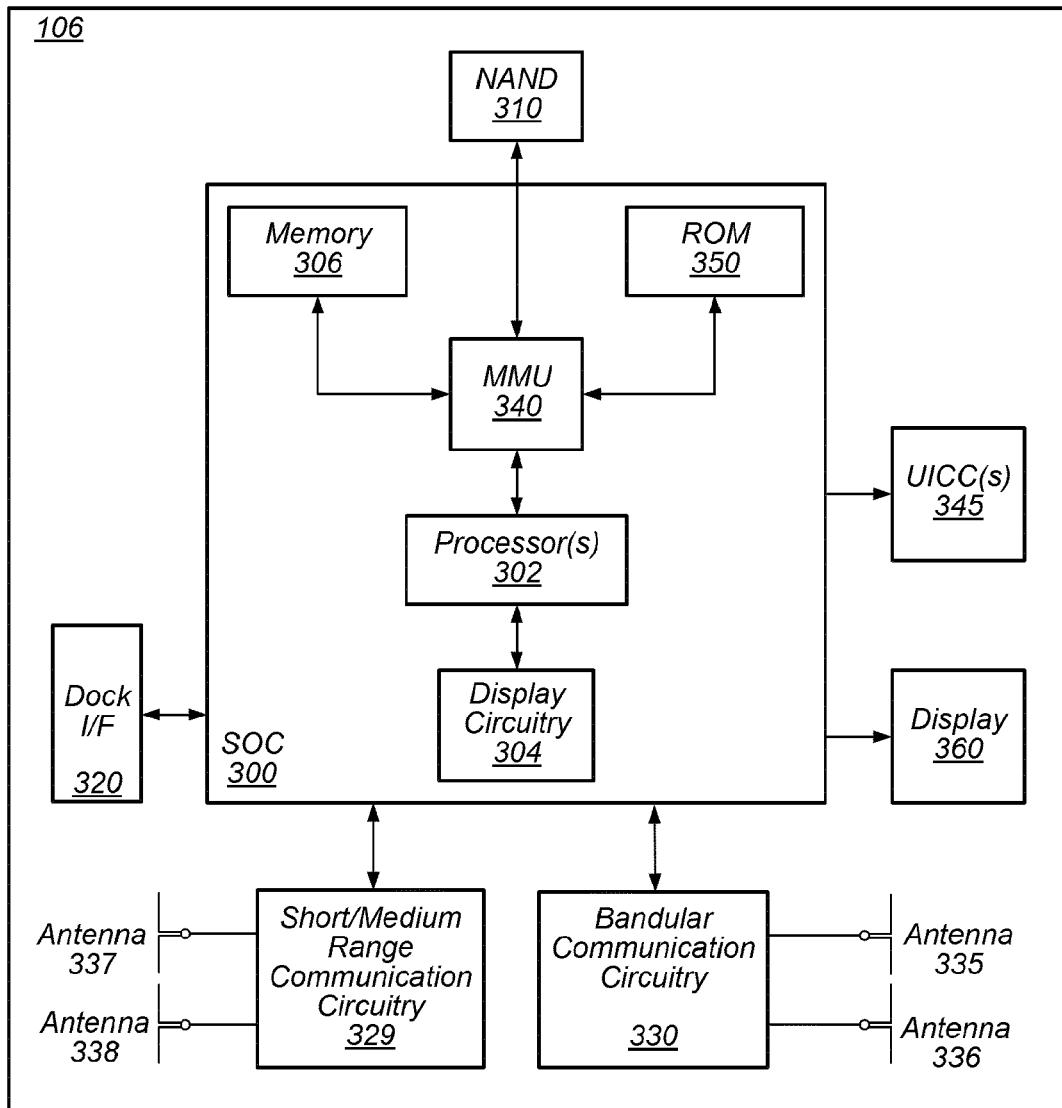 106
NAND
310
Memory
306
ROM
350
MMU
340
UICC(s)
345
Processor(s)
302
Dock
I/F
320
Display
Circuitry
304
SOC
300
Display
360
Antenna
337
Antenna
338
Short/Medium
Range
Communication
Circuitry
329
Bandular
Communication
Circuitry
330
Antenna
335
Antenna
336